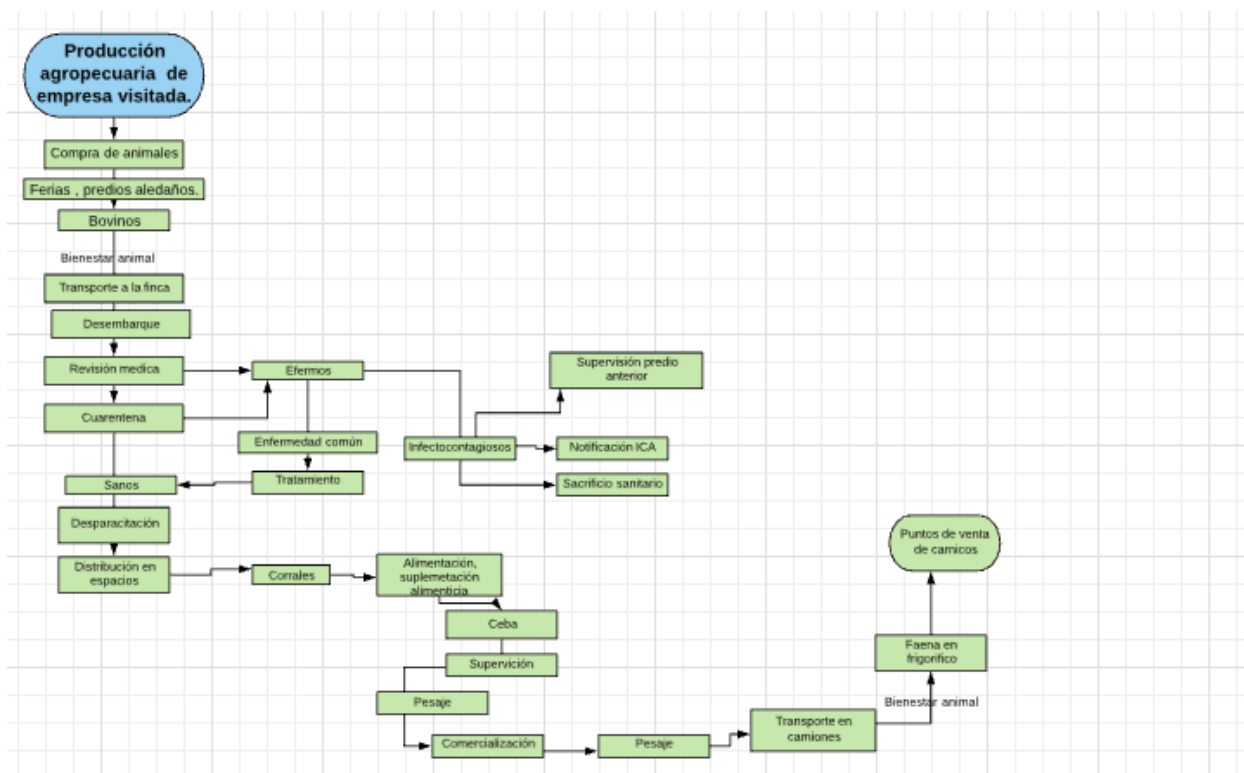 Producción
agropecuaria de
empresa visitada.
Compra de animales
Ferias , predios aledaños.
Bovinos
Bienestar animal
Transporte a la finca
Desembarque
Revisión medica
Efermos
Supervisión predio
anterior
Cuarentena
Enfermedad común
Infectocontagiosos
Notificación ICA
Sanos
Tratamiento
Sacrificio sanitario
Desparacitación
Distribución en
espacios
Corrales
Alimentación,
suplemetación
alimenticia
Ceba
Supervición
Pesaje
Comercialización
Pesaje
Transporte en
camiones
Bienestar animal
Faena en
frigorifico
Puntos de venta
de carnicos